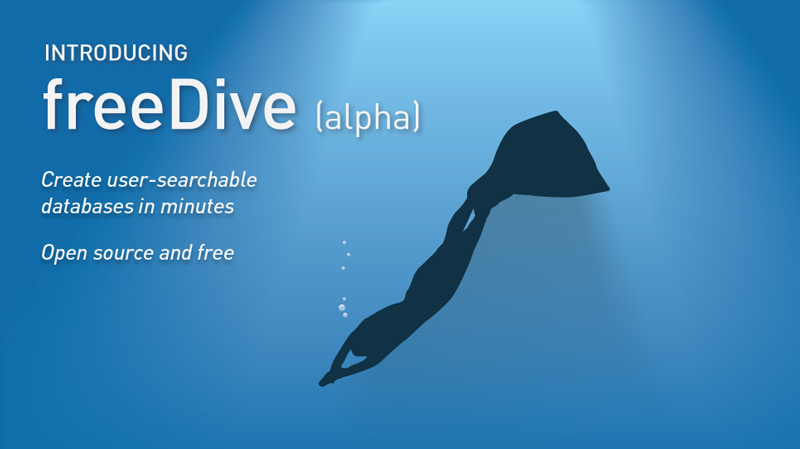 INTRODUCING
freeDive (alpha)
Create user-searchable
databases in minutes
Open source and free